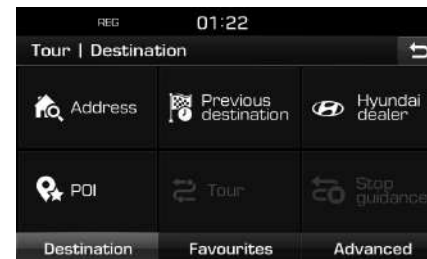 REG 01:22
Tour | Destination
Address
Previous
destination
Hyundai
dealer
POI
Tour
Stop
guidance
Destination Favourites Advanced